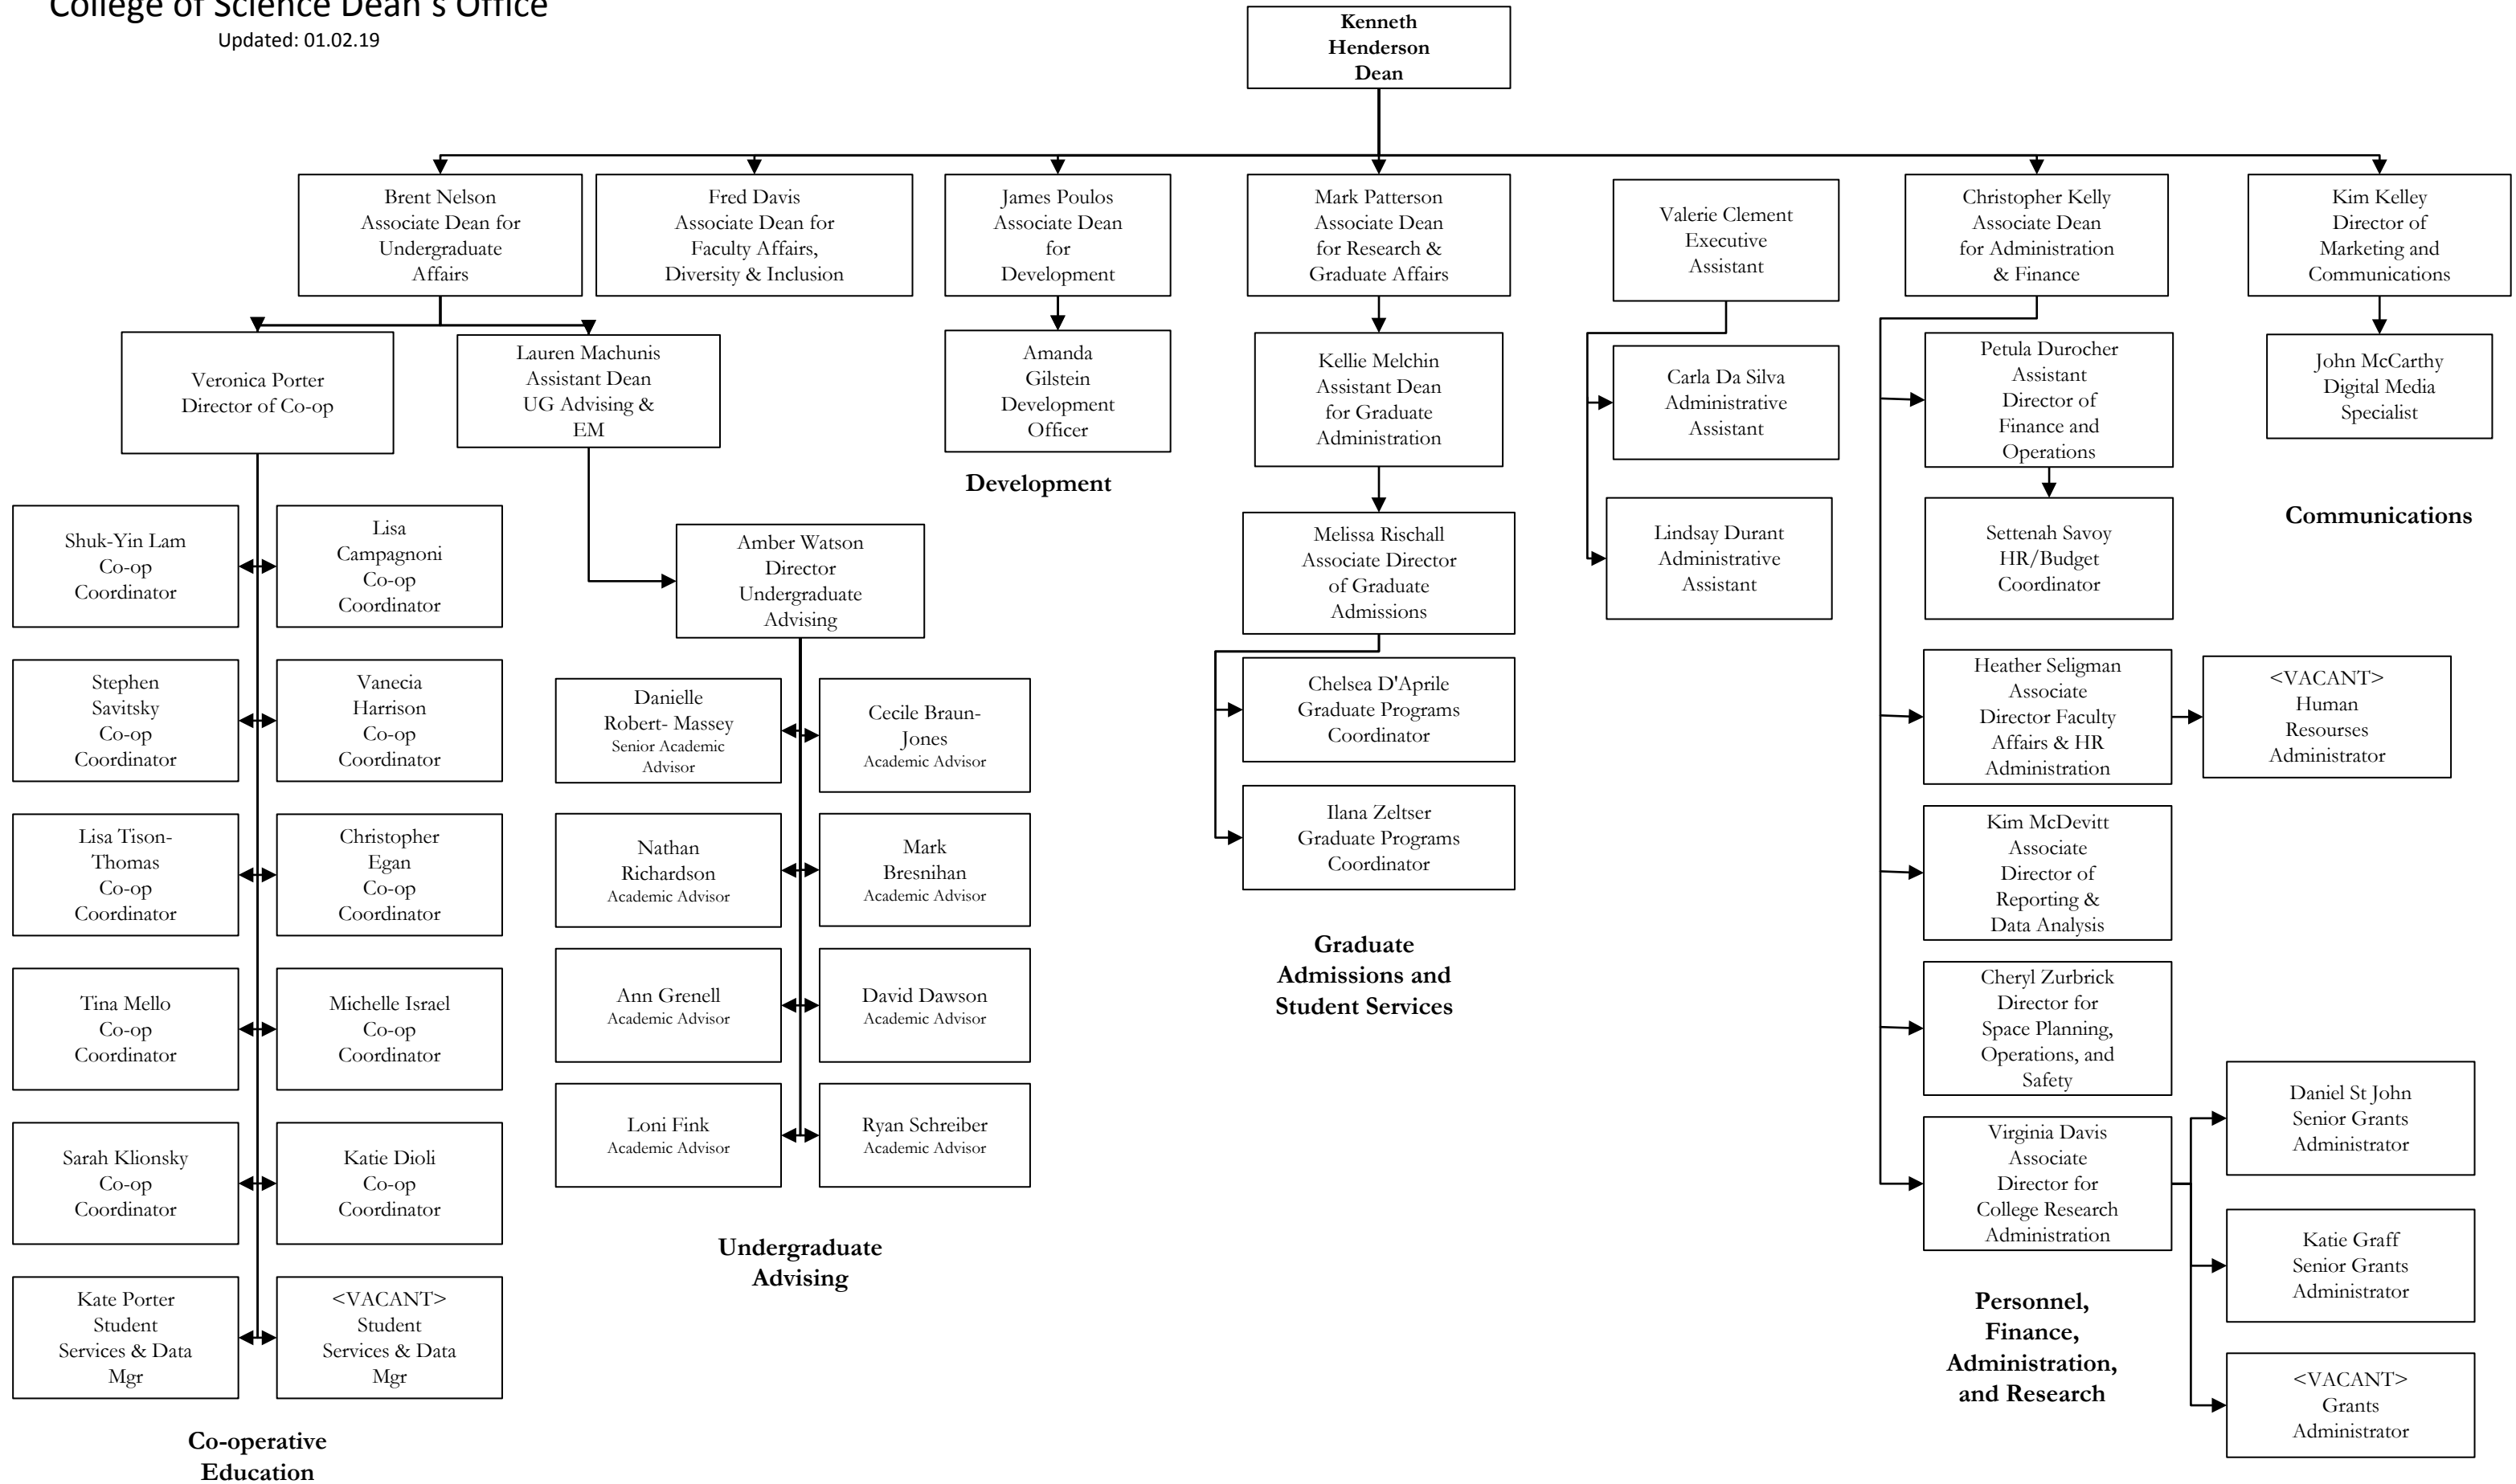 College of Science Dean's Office
Updated: 01.02.19
Kenneth
Henderson
Dean
Brent Nelson
Associate Dean for
Undergraduate
Affairs
Fred Davis
Associate Dean for
Faculty Affairs,
Diversity & Inclusion
James Poulos
Associate Dean
for
Development
Mark Patterson
Associate Dean
for Research &
Graduate Affairs
Valerie Clement
Executive
Assistant
Christopher Kelly
Associate Dean
for Administration
& Finance
Kim Kelley
Director of
Marketing and
Communications
Veronica Porter
Director of Co-op
Lauren Machunis
Assistant Dean
UG Advising &
EM
Amanda
Gilstein
Development
Officer
Development
Kellie Melchin
Assistant Dean
for Graduate
Administration
Carla Da Silva
Administrative
Assistant
Lindsay Durant
Administrative
Assistant
Petula Durocher
Assistant
Director of
Finance and
Operations
Settenah Savoy
HR/Budget
Coordinator
John McCarthy
Digital Media
Specialist
Communications
Shuk-Yin Lam
Co-op
Coordinator
Lisa
Campagnoni
Co-op
Coordinator
Stephen
Savitsky
Co-op
Coordinator
Vanecia
Harrison
Co-op
Coordinator
Lisa Tison-
Thomas
Co-op
Coordinator
Christopher
Egan
Co-op
Coordinator
Tina Mello
Co-op
Coordinator
Michelle Israel
Co-op
Coordinator
Sarah Klionsky
Co-op
Coordinator
Katie Dioli
Co-op
Coordinator
Kate Porter
Student
Services & Data
Mgr
<VACANT>
Student
Services & Data
Mgr
Co-operative
Education
Amber Watson
Director
Undergraduate
Advising
Danielle
Robert- Massey
Senior Academic
Advisor
Cecile Braun-
Jones
Academic Advisor
Nathan
Richardson
Academic Advisor
Mark
Bresnihan
Academic Advisor
Ann Grenell
Academic Advisor
David Dawson
Academic Advisor
Loni Fink
Academic Advisor
Ryan Schreiber
Academic Advisor
Undergraduate
Advising
Melissa Rischall
Associate Director
of Graduate
Admissions
Chelsea D'Aprile
Graduate Programs
Coordinator
Ilana Zeltser
Graduate Programs
Coordinator
Graduate
Admissions and
Student Services
Heather Seligman
Associate
Director Faculty
Affairs & HR
Administration
<VACANT>
Human
Resourses
Administrator
Kim McDevitt
Associate
Director of
Reporting &
Data Analysis
Cheryl Zurbrick
Director for
Space Planning,
Operations, and
Safety
Virginia Davis
Associate
Director for
College Research
Administration
Daniel St John
Senior Grants
Administrator
Katie Graff
Senior Grants
Administrator
<VACANT>
Grants
Administrator
Personnel,
Finance,
Administration,
and Research